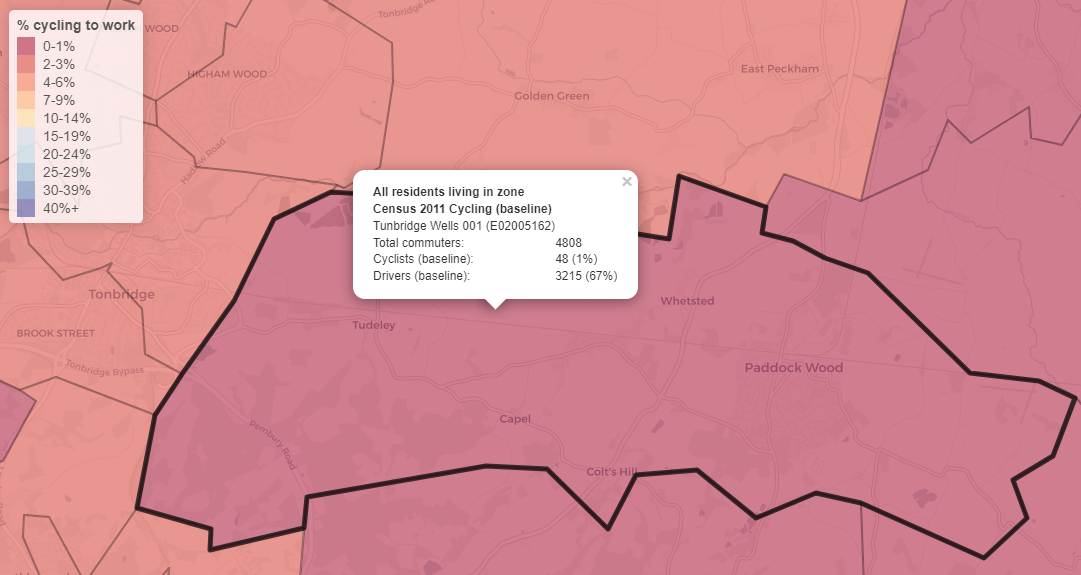 % cycling to work
0-1%
2-3%
4-6%
7-9%
10-14%
15-19%
20-24%
25-29%
30-39%
40%+
WOOD
HIGHAM WOOD
Golden Green
East Peckham
Hadlow Road
×
All residents living in zone
Census 2011 Cycling (baseline)
Tunbridge Wells 001 (E02005162)
Total commuters: 4808
Cyclists (baseline): 48 (1%)
Drivers (baseline): 3215 (67%)
Tonbridge
Whetsted
Tudeley
BROOK STREET
Tonbridge Bypass
Paddock Wood
Capel
Pembury Road
Colt's Hill